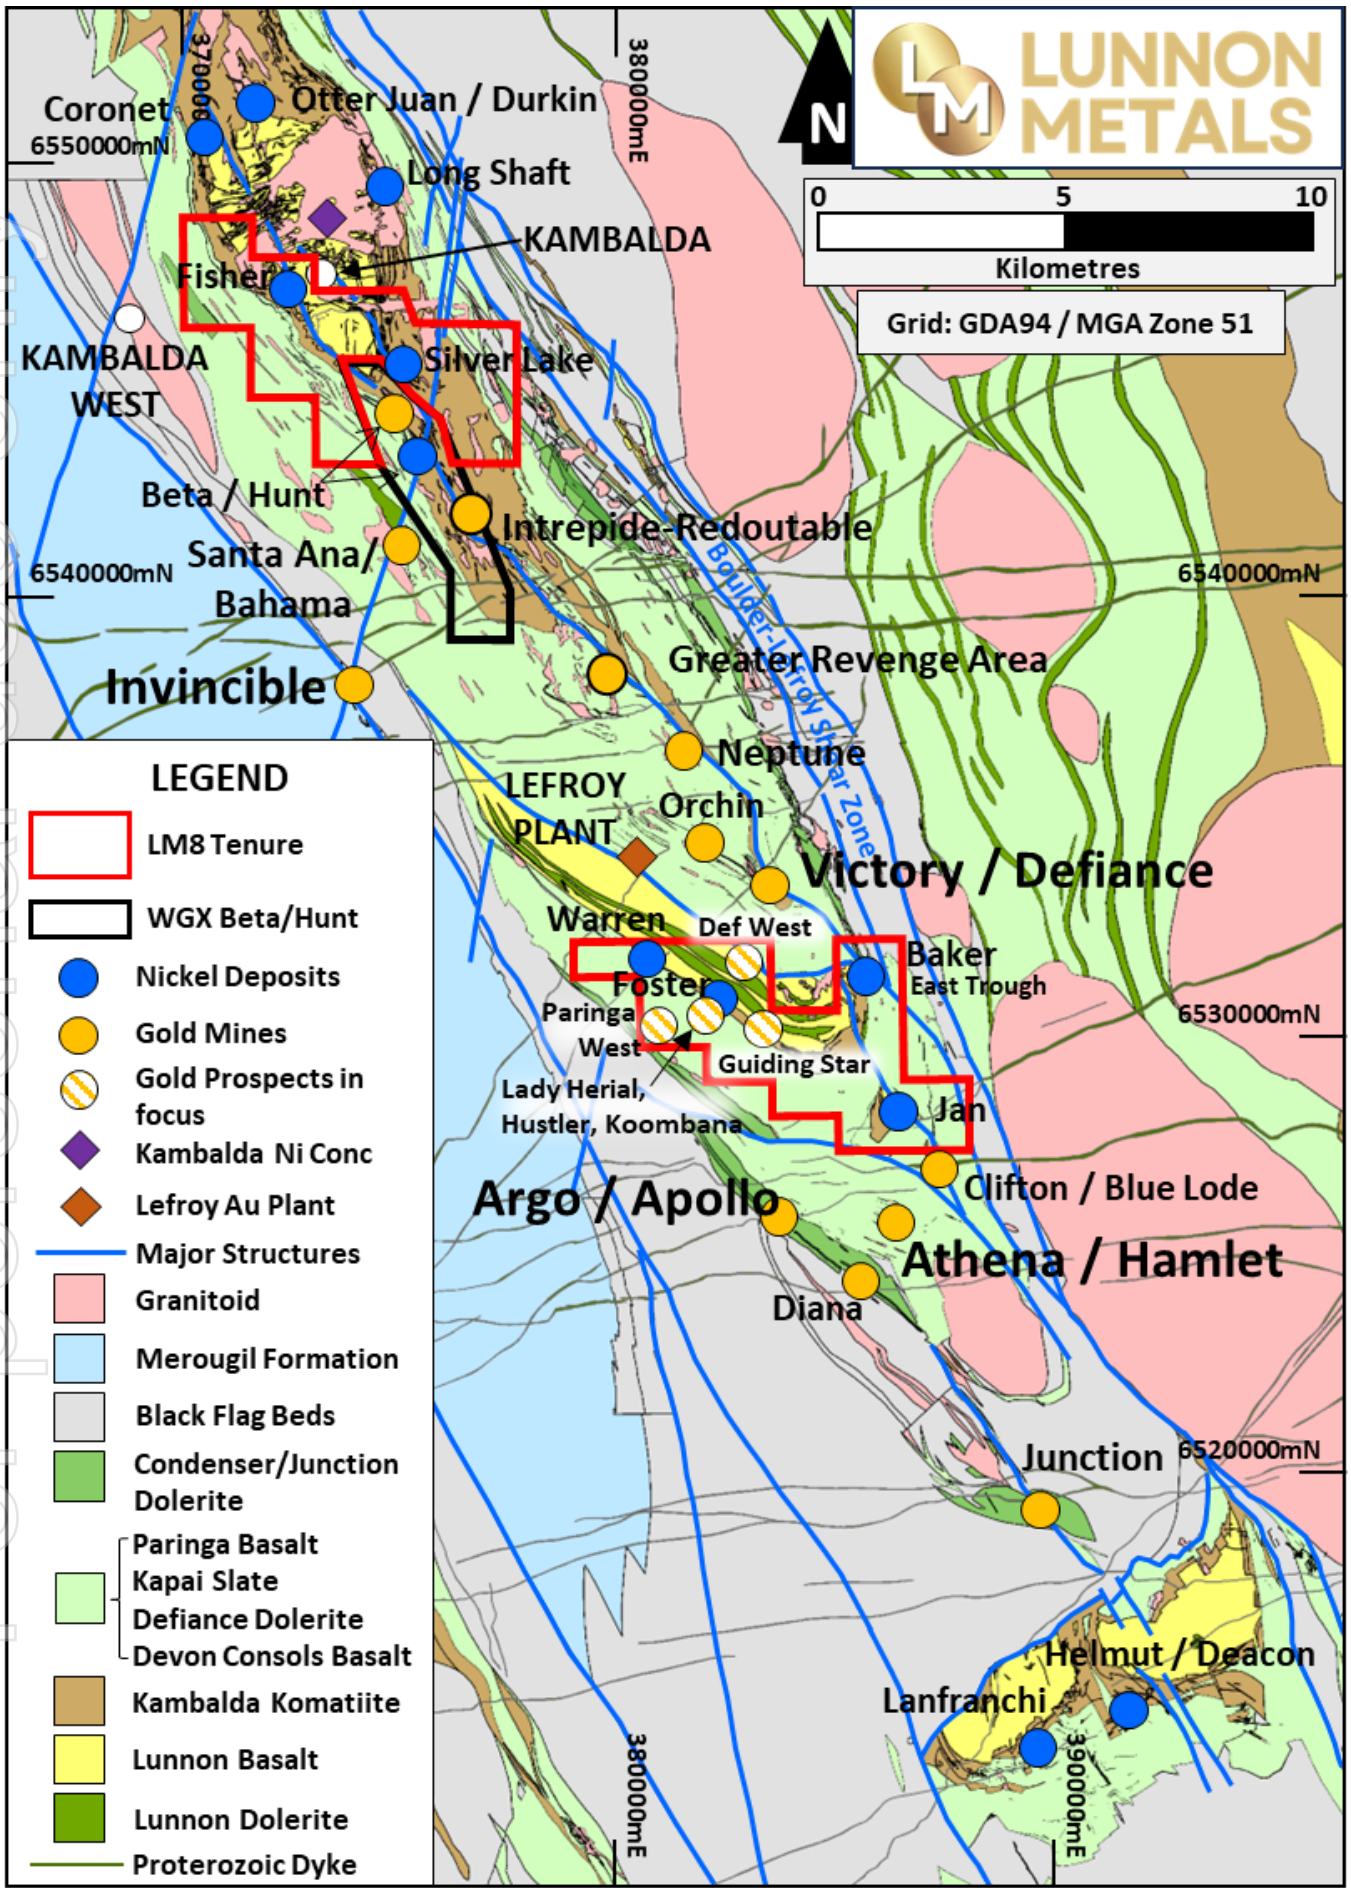 LUNNON
METALS
LM
N
0 5 10
Kilometres
Grid: GDA94 / MGA Zone 51
370000
380000mE
Coronet
6550000mN
Otter Juan / Durkin
Long Shaft
KAMBALDA
Fisher
KAMBALDA
WEST
Silver Lake
Beta / Hunt
Intrepide-Redoutable
Santa Ana/
Bahama
6540000mN
6540000mN
Boulder-Lefroy Shear Zone
Invincible
Greater Revenge Area
Neptune
LEFROY
PLANT
Orchin
Victory / Defiance
Warren
Def West
Baker
East Trough
Foster
Paringa
West
6530000mN
Guiding Star
Lady Herial,
Hustler, Koombana
Jan
Clifton / Blue Lode
Argo / Apollo
Athena / Hamlet
Diana
Junction
6520000mN
Helmut / Deacon
Lanfranchi
380000mE
390000mE
LEGEND
LM8 Tenure
WGX Beta/Hunt
Nickel Deposits
Gold Mines
Gold Prospects in
focus
Kambalda Ni Conc
Lefroy Au Plant
Major Structures
Granitoid
Merougil Formation
Black Flag Beds
Condenser/Junction
Dolerite
Paringa Basalt
Kapai Slate
Defiance Dolerite
Devon Consols Basalt
Kambalda Komatiite
Lunnon Basalt
Lunnon Dolerite
Proterozoic Dyke